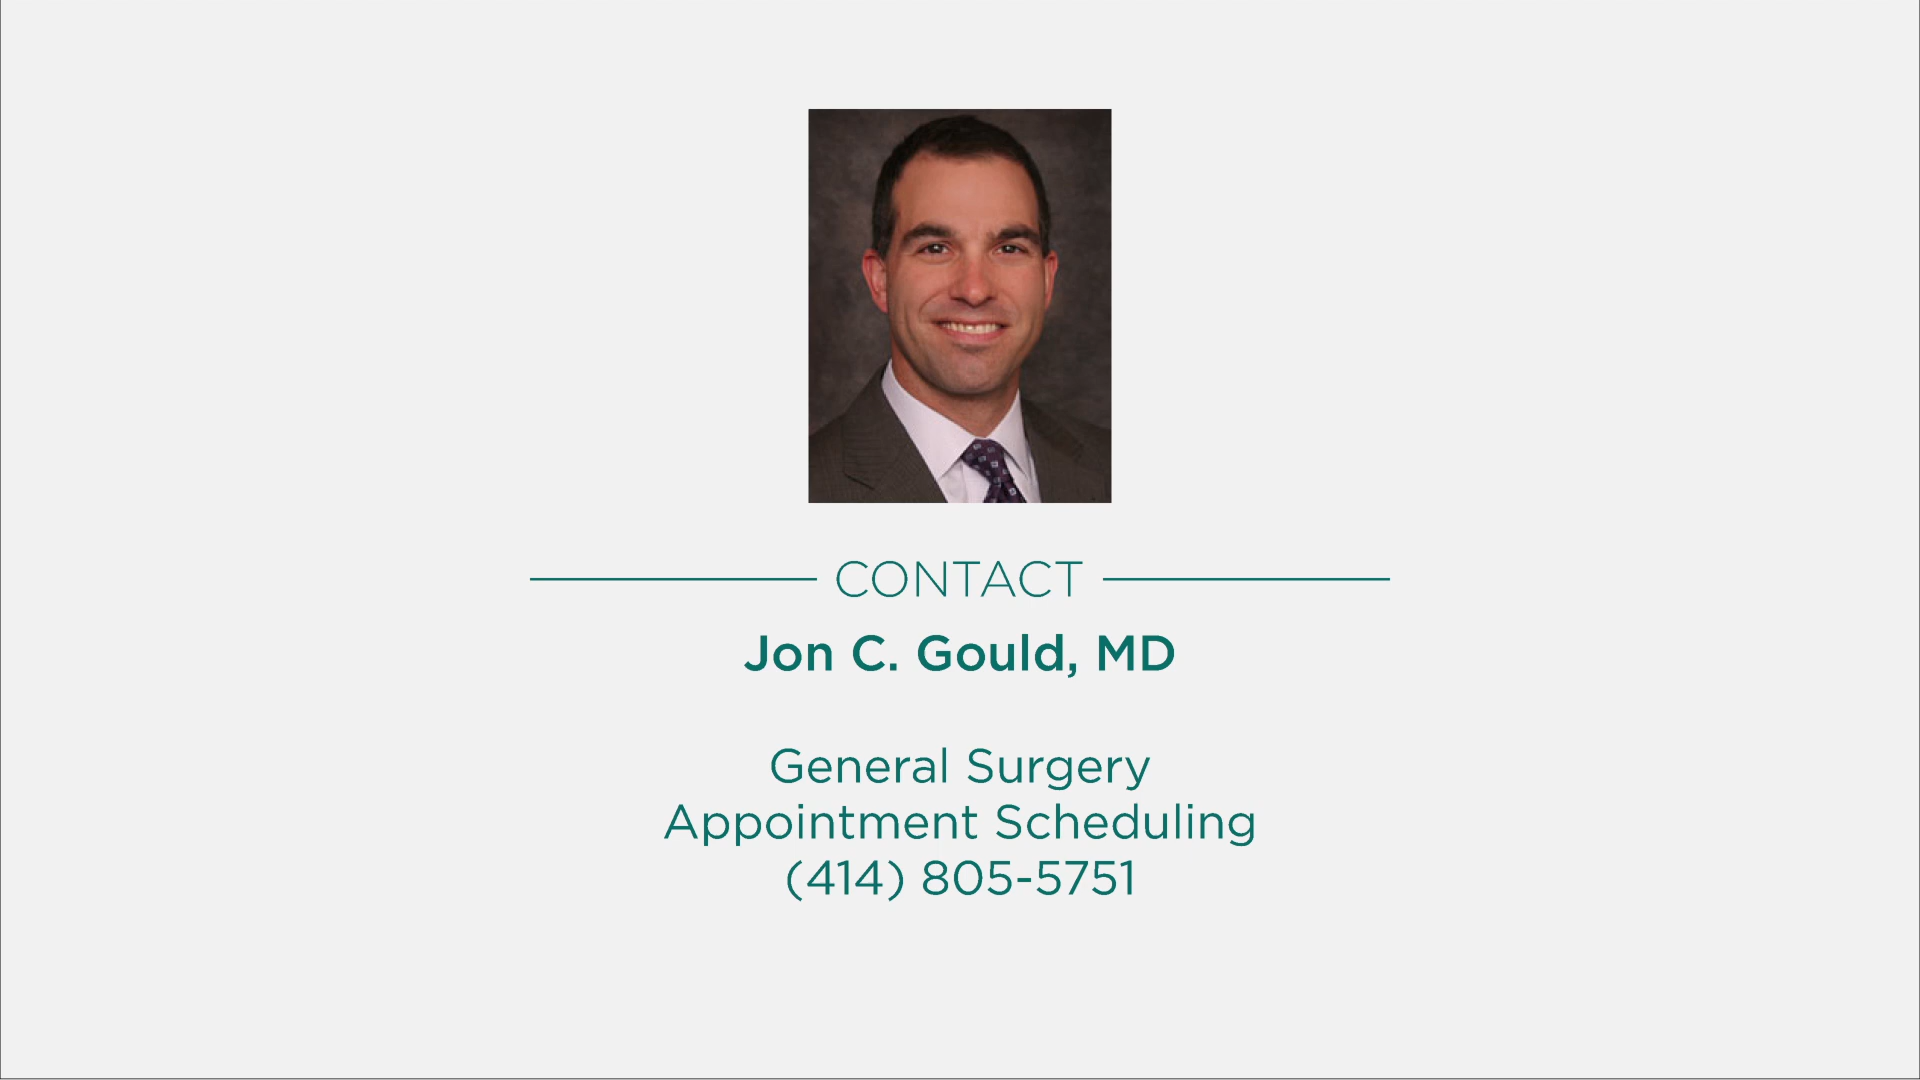 CONTACT
Jon C. Gould, MD
General Surgery
Appointment Scheduling
(414) 805-5751